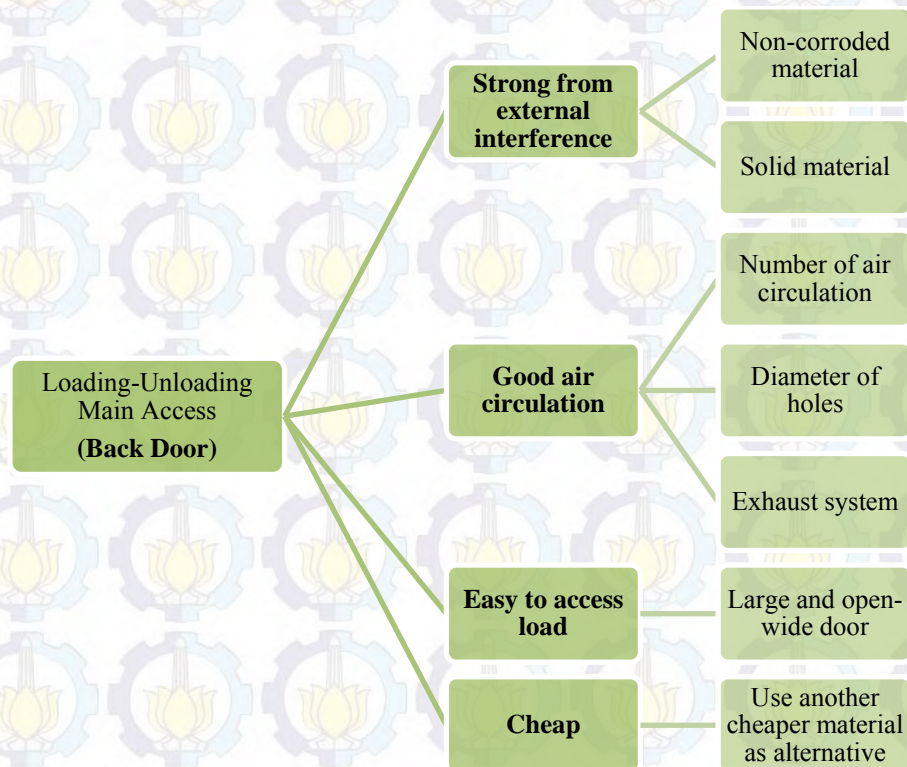 Loading-Unloading
Main Access
(Back Door)
Strong from
external
interference
Non-corroded
material
Solid material
Good air
circulation
Number of air
circulation
Diameter of
holes
Exhaust system
Easy to access
load
Large and open-
wide door
Cheap
Use another
cheaper material
as alternative